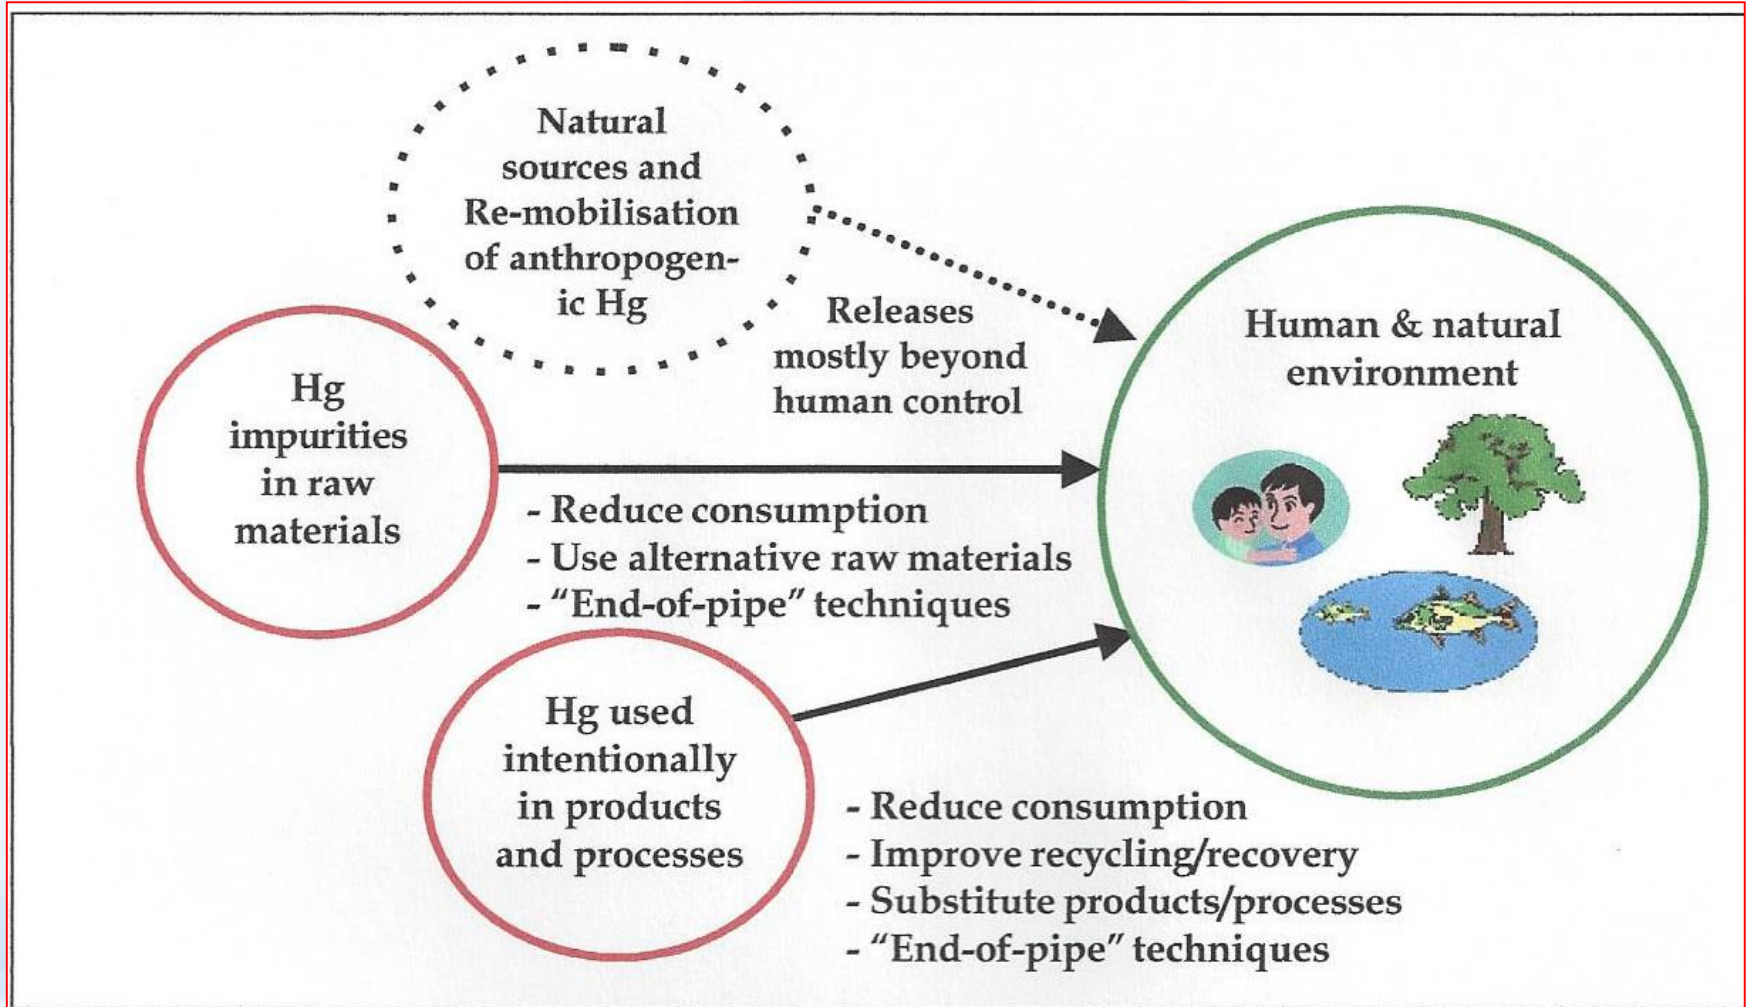 Natural
sources and
Re-mobilisation
of anthropogen-
ic Hg
Releases
mostly beyond
human control
Human & natural
environment
Hg
impurities
in raw
materials
- Reduce consumption
- Use alternative raw materials
- “End-of-pipe” techniques
Hg used
intentionally
in products
and processes
- Reduce consumption
- Improve recycling/recovery
- Substitute products/processes
- “End-of-pipe” techniques